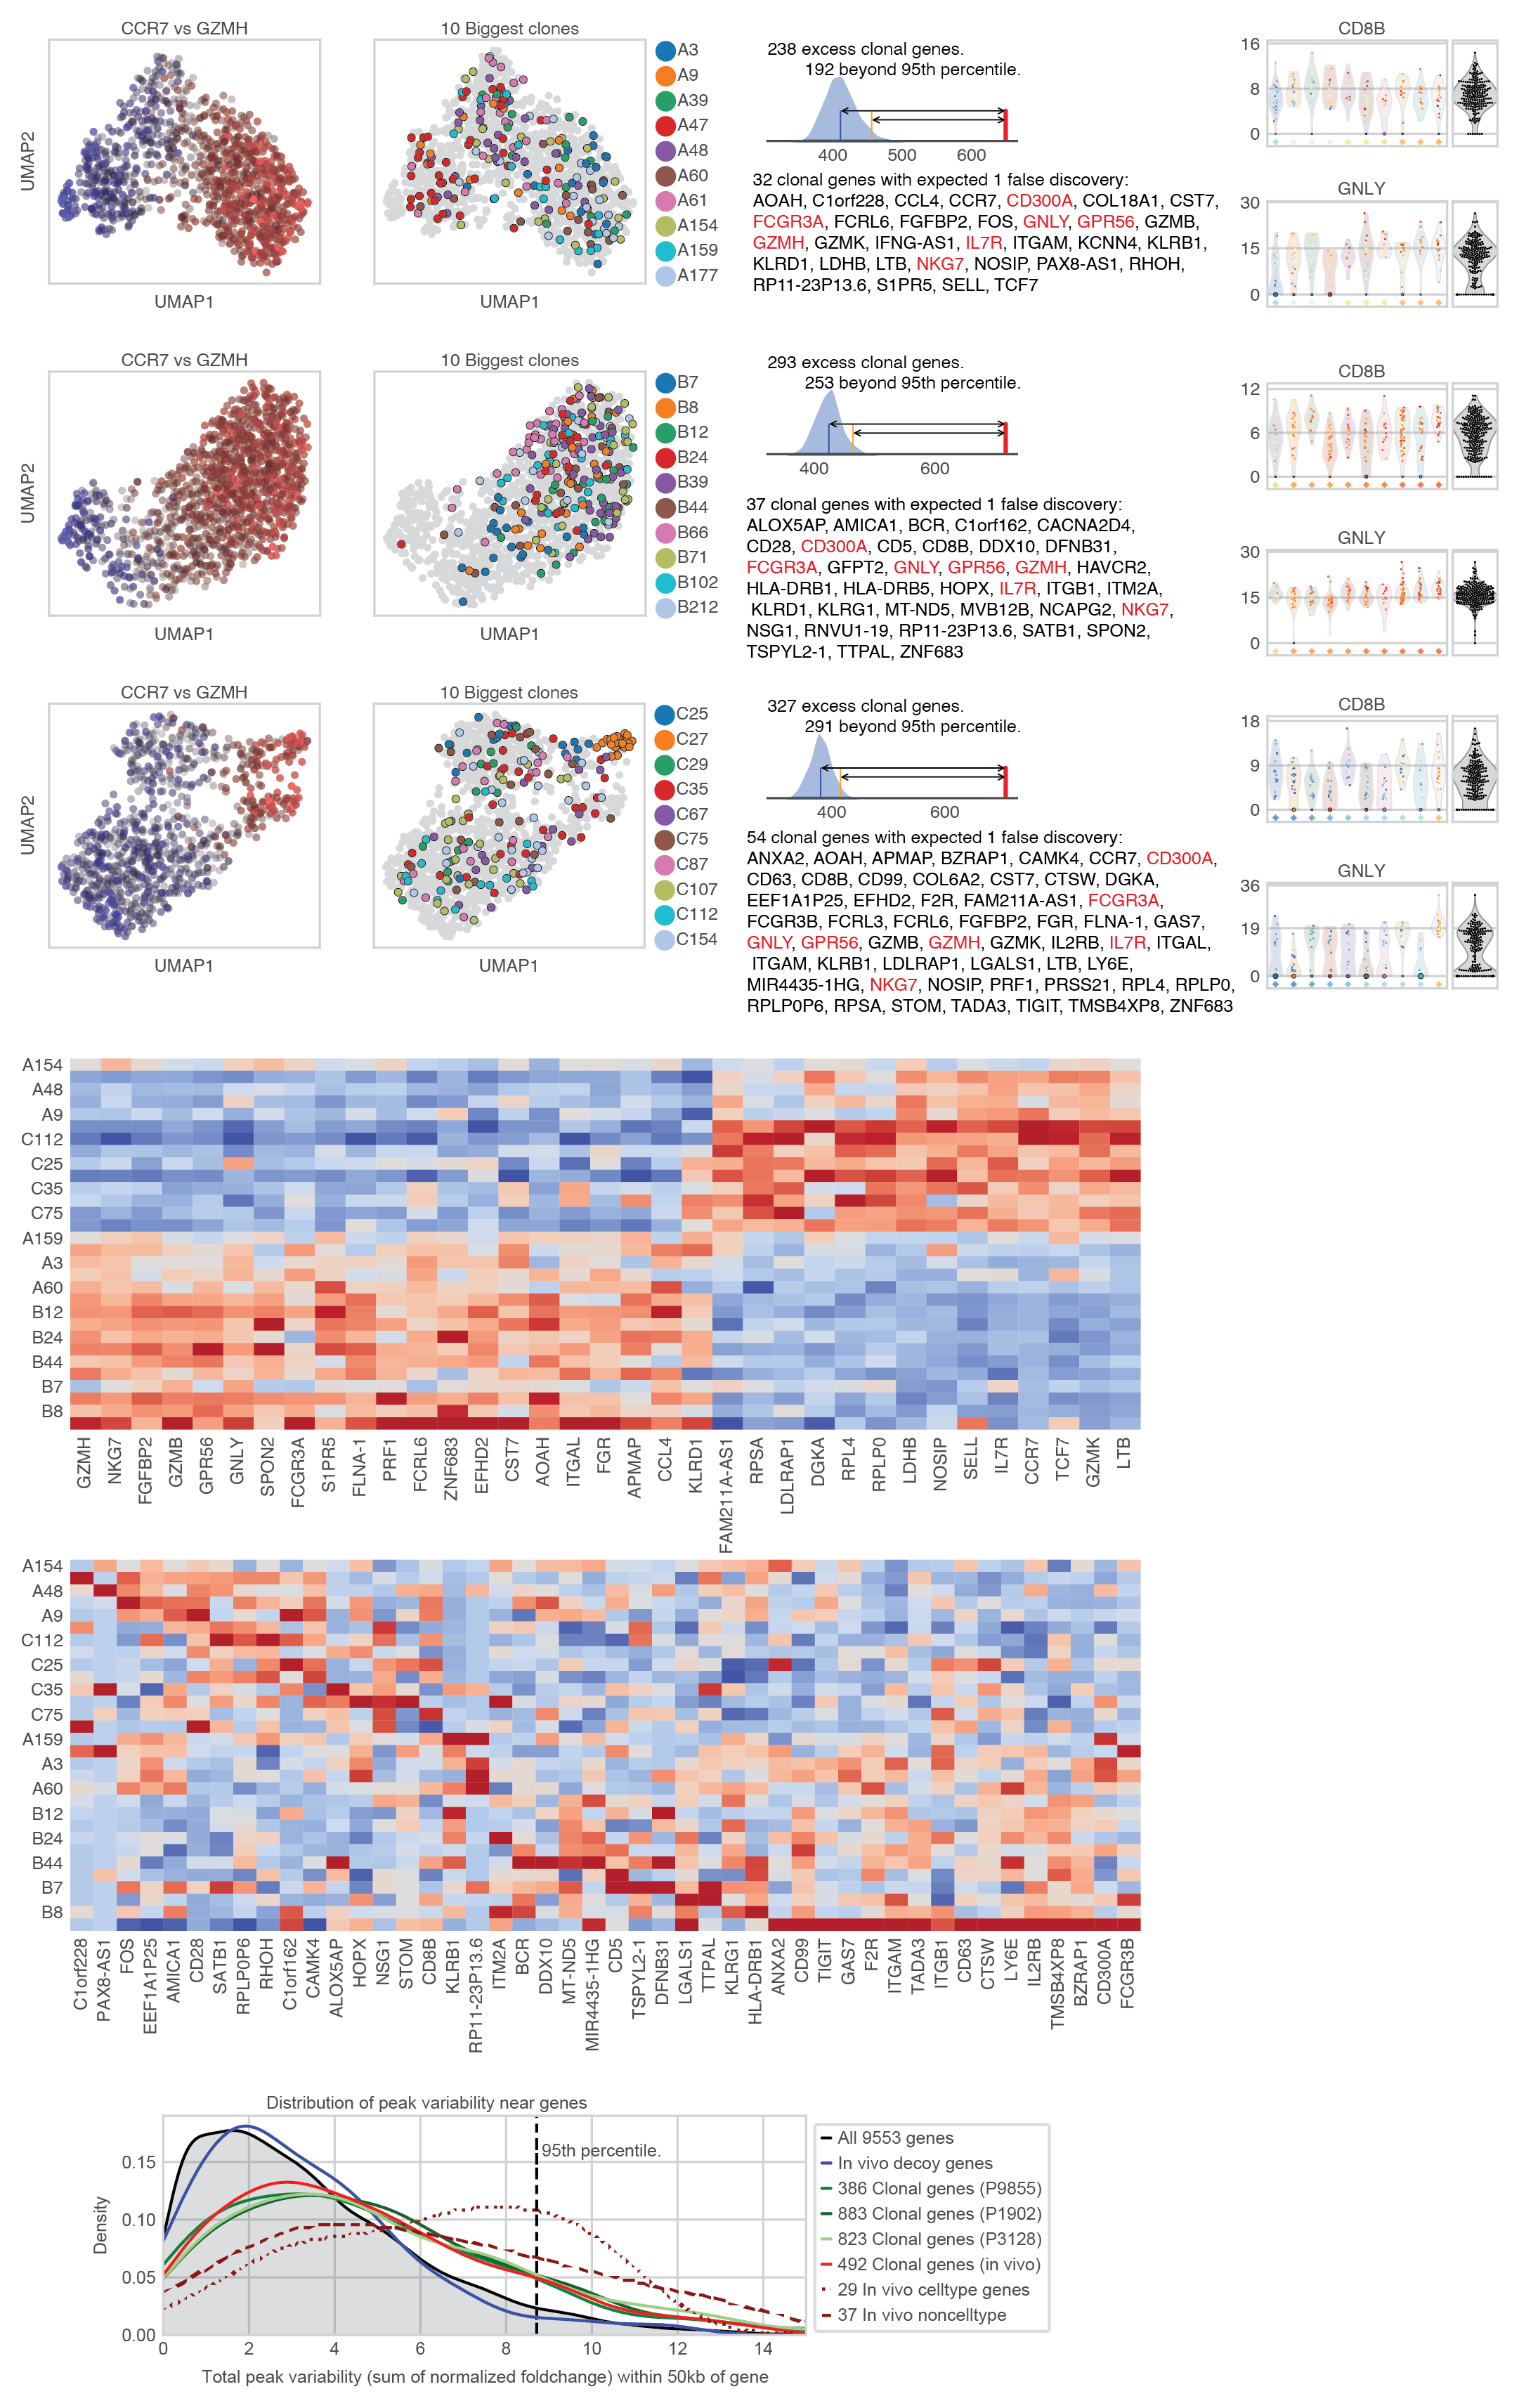 CCR7 vs GZMH
10 Biggest clones
UMAP2
UMAP1
UMAP1
A3
A9
A39
A47
A48
A60
A61
A154
A159
A177
238 excess clonal genes.
192 beyond 95th percentile.
400 500 600
32 clonal genes with expected 1 false discovery:
AOAH, C1orf228, CCL4, CCR7, CD300A, COL18A1, CST7,
FCGR3A, FCRL6, FGFBP2, FOS, GNLY, GPR56, GZMB,
GZMH, GZMK, IFNG-AS1, IL7R, ITGAM, KCNN4, KLRB1,
KLRD1, LDHB, LTB, NKG7, NOSIP, PAX8-AS1, RHOH,
RP11-23P13.6, S1PR5, SELL, TCF7
CD8B
16
8
0
GNLY
30
15
0
CCR7 vs GZMH
10 Biggest clones
UMAP2
UMAP1
UMAP1
B7
B8
B12
B24
B39
B44
B66
B71
B102
B212
293 excess clonal genes.
253 beyond 95th percentile.
400 600
37 clonal genes with expected 1 false discovery:
ALOX5AP, AMICA1, BCR, C1orf162, CACNA2D4,
CD28, CD300A, CD5, CD8B, DDX10, DFNB31,
FCGR3A, GFPT2, GNLY, GPR56, GZMH, HAVCR2,
HLA-DRB1, HLA-DRB5, HOPX, IL7R, ITGB1, ITM2A,
KLRD1, KLRG1, MT-ND5, MVB12B, NCAPG2, NKG7,
NSG1, RNVU1-19, RP11-23P13.6, SATB1, SPON2,
TSPYL2-1, TTPAL, ZNF683
CD8B
12
6
0
GNLY
30
15
0
CCR7 vs GZMH
10 Biggest clones
UMAP2
UMAP1
UMAP1
C25
C27
C29
C35
C67
C75
C87
C107
C112
C154
327 excess clonal genes.
291 beyond 95th percentile.
400 600
54 clonal genes with expected 1 false discovery:
ANXA2, AOAH, APMAP, BZRAP1, CAMK4, CCR7, CD300A,
CD63, CD8B, CD99, COL6A2, CST7, CTSW, DGKA,
EEF1A1P25, EFHD2, F2R, FAM211A-AS1, FCGR3A,
FCGR3B, FCRL3, FCRL6, FGFBP2, FGR, FLNA-1, GAS7,
GNLY, GPR56, GZMB, GZMH, GZMK, IL2RB, IL7R, ITGAL,
ITGAM, KLRB1, LDLRAP1, LGALS1, LTB, LY6E,
MIR4435-1HG, NKG7, NOSIP, PRF1, PRSS21, RPL4, RPLP0,
RPLP0P6, RPSA, STOM, TADA3, TIGIT, TMSB4XP8, ZNF683
CD8B
18
9
0
GNLY
36
19
0
A154
A48
A9
C112
C25
C35
C75
A159
A3
A60
B12
B24
B44
B7
B8
GZMH
NKG7
FGFBP2
GZMB
GPR56
GNLY
SPON2
FCGR3A
S1PR5
FLNA-1
PRF1
FCRL6
ZNF683
EFHD2
CST7
AOAH
ITGAL
FGR
APMAP
CCL4
KLRD1
FAM211A-AS1
RPSA
LDLRAP1
DGKA
RPL4
RPLP0
LDHB
NOSIP
SELL
IL7R
CCR7
TCF7
GZMK
LTB
A154
A48
A9
C112
C25
C35
C75
A159
A3
A60
B12
B24
B44
B7
B8
C1orf228
PAX8-AS1
FOS
EEF1A1P25
AMICA1
CD28
SATB1
RPLP0P6
RHOH
C1orf162
CAMK4
ALOX5AP
HOPX
NSG1
STOM
CD8B
KLRB1
RP11-23P13.6
ITM2A
BCR
DDX10
MT-ND5
MIR4435-1HG
CD5
TSPYL2-1
DFNB31
LGALS1
TTPAL
KLRG1
HLA-DRB1
ANXA2
CD99
TIGIT
GAS7
F2R
ITGAM
TADA3
ITGB1
CD63
CTSW
LY6E
IL2RB
TMSB4XP8
BZRAP1
CD300A
FCGR3B
Distribution of peak variability near genes
95th percentile.
Density
0.15
0.10
0.05
0.00
0 2 4 6 8 10 12 14
Total peak variability (sum of normalized foldchange) within 50kb of gene
All 9553 genes
In vivo decoy genes
386 Clonal genes (P9855)
883 Clonal genes (P1902)
823 Clonal genes (P3128)
492 Clonal genes (in vivo)
29 In vivo celltype genes
37 In vivo noncelltype